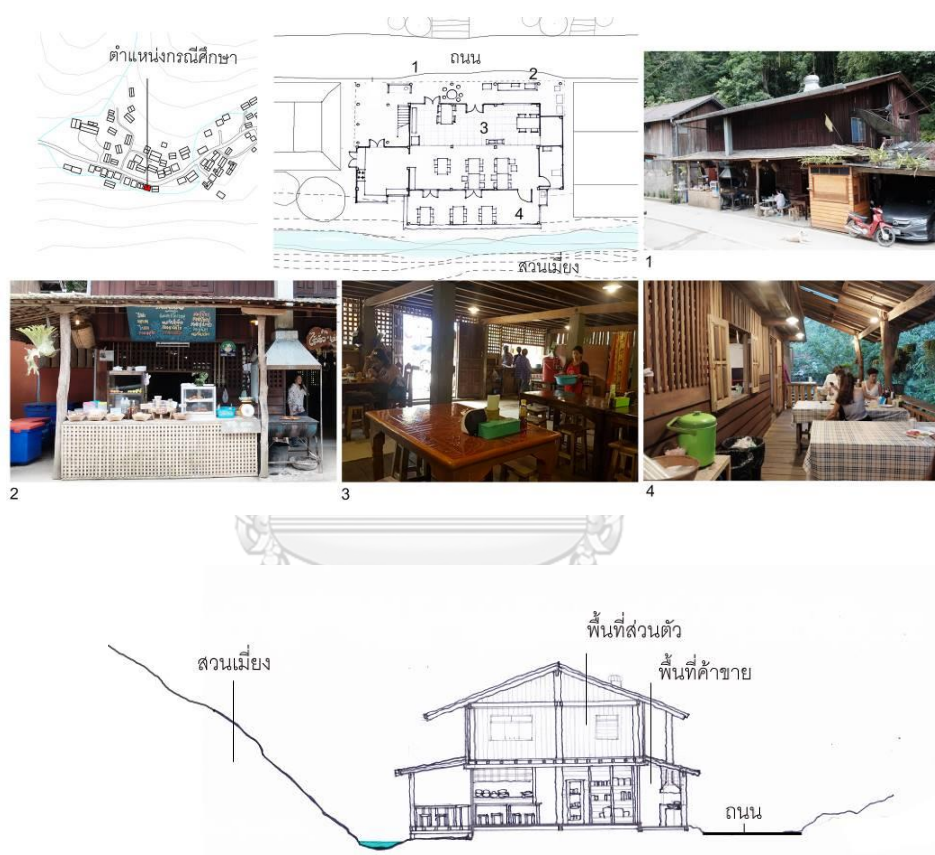 ตำแหน่งกรณีศึกษา
ถนน
1
2
3
4
สวนเมี่ยง
1
2
3
4
สวนเมี่ยง
พื้นที่ส่วนตัว
พื้นที่ค้าขาย
ถนน